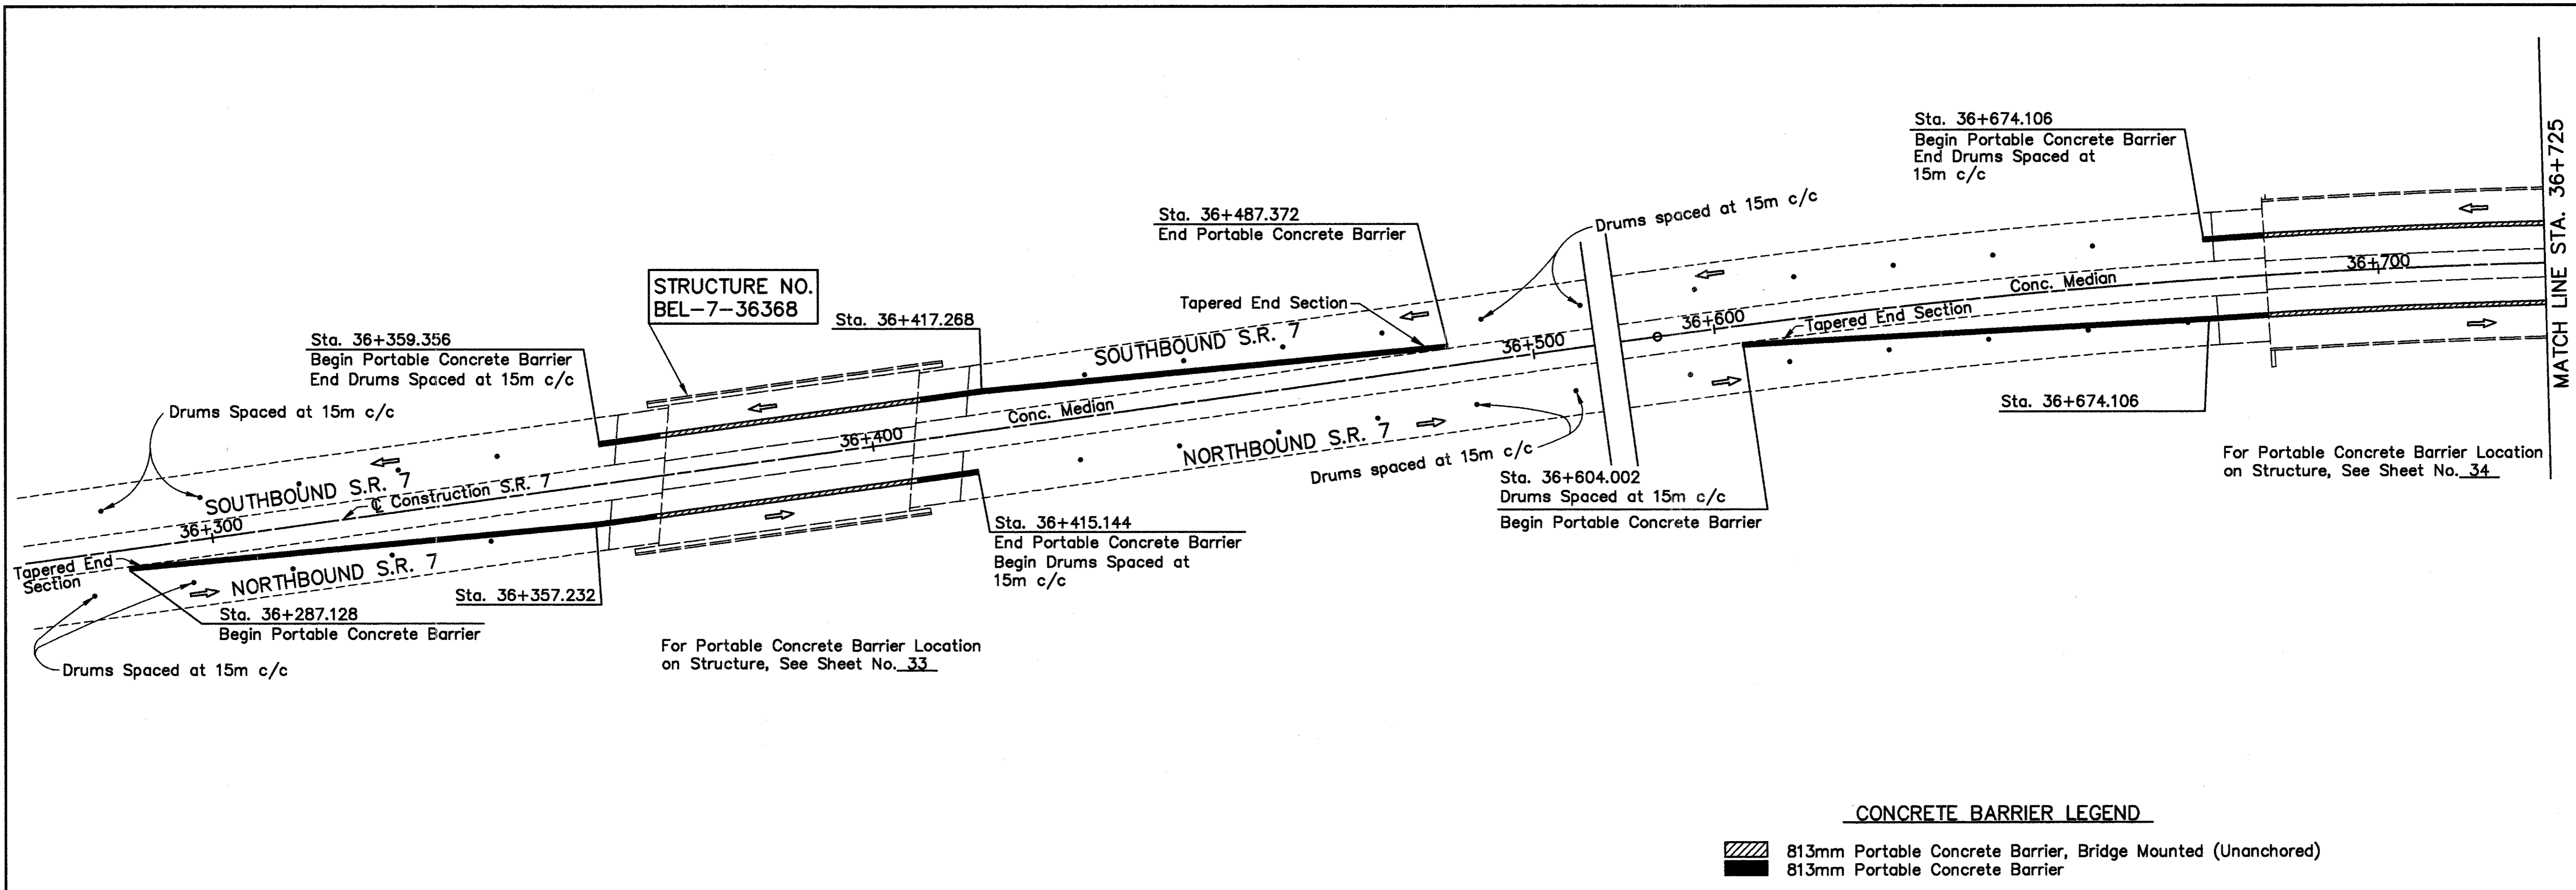 Sta. 36+674.106
Begin Portable Concrete Barrier
End Drums Spaced at
15m c/c
MATCH LINE STA. 36+725
Sta. 36+487.372
End Portable Concrete Barrier
Drums spaced at 15m c/c
STRUCTURE NO.
BEL-7-36368
Sta. 36+417.268
Tapered End Section
Sta. 36+359.356
Begin Portable Concrete Barrier
End Drums Spaced at 15m c/c
SOUTHBOUND S.R. 7
36+500
36+600
Conc. Median
36+700
Tapered End Section
Drums Spaced at 15m c/c
Conc. Median
36+400
Sta. 36+674.106
NORTHBOUND S.R. 7
Drums spaced at 15m c/c
For Portable Concrete Barrier Location
on Structure, See Sheet No. 34
SOUTHBOUND S.R. 7
℄ Construction S.R. 7
36+300
Sta. 36+604.002
Drums Spaced at 15m c/c
Begin Portable Concrete Barrier
Sta. 36+415.144
End Portable Concrete Barrier
Begin Drums Spaced at
15m c/c
Tapered End
Section
NORTHBOUND S.R. 7
Sta. 36+357.232
Sta. 36+287.128
Begin Portable Concrete Barrier
For Portable Concrete Barrier Location
on Structure, See Sheet No. 33
Drums Spaced at 15m c/c
CONCRETE BARRIER LEGEND
813mm Portable Concrete Barrier, Bridge Mounted (Unanchored)
813mm Portable Concrete Barrier